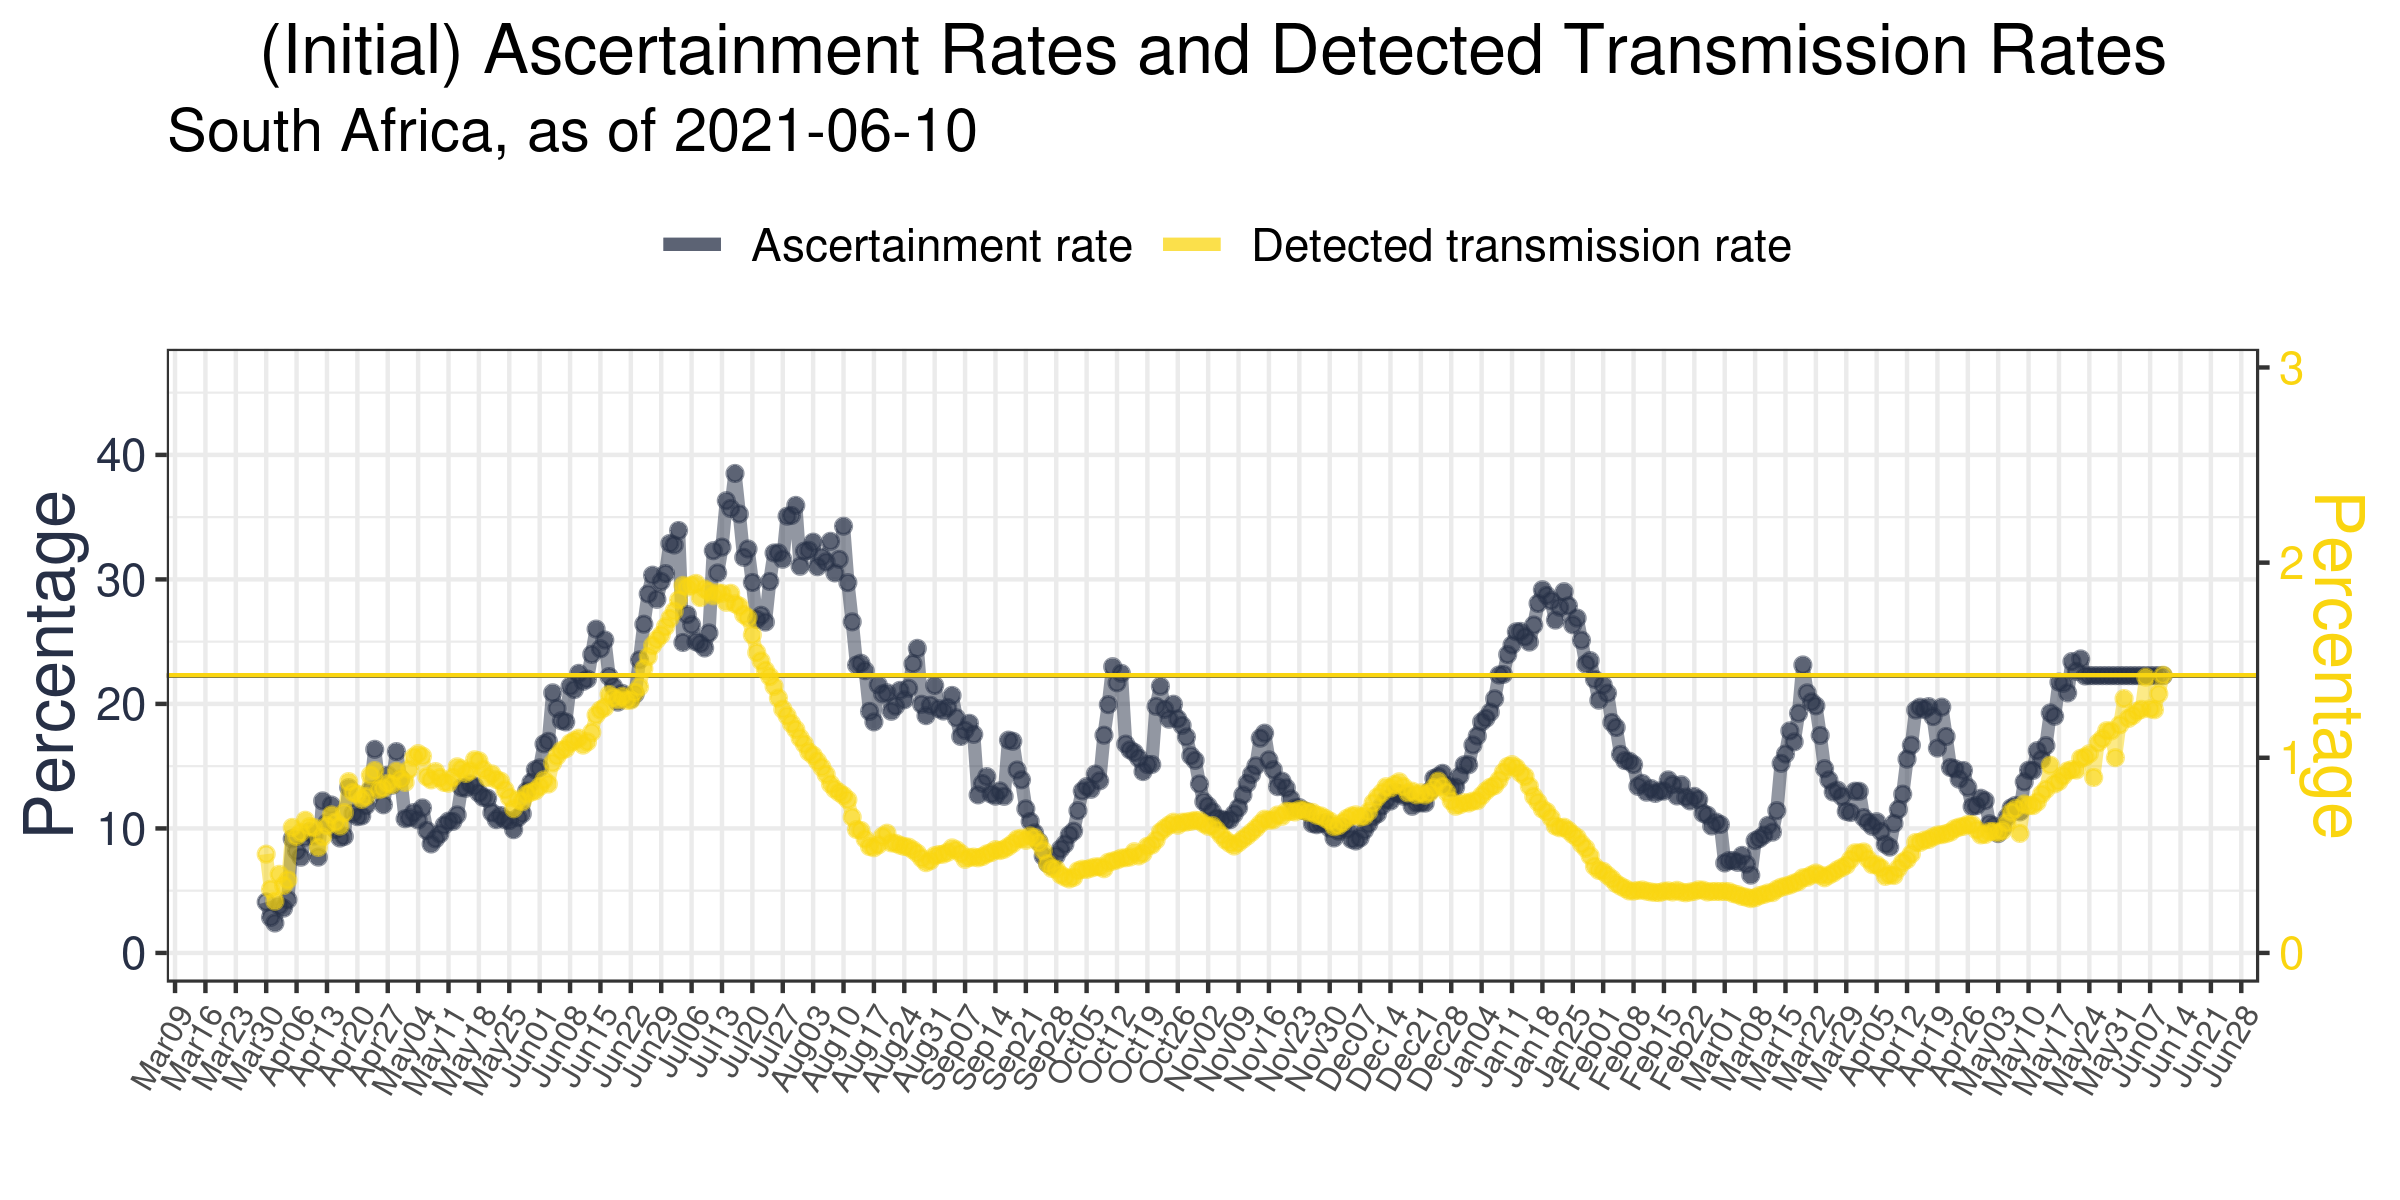 (Initial) Ascertainment Rates and Detected Transmission Rates
South Africa, as of 2021-06-10
Ascertainment rate
Detected transmission rate
Percentage
40
30
20
10
0
3
2
1
0
Percentage
Mar09
Mar16
Mar23
Mar30
Apr06
Apr13
Apr20
Apr27
May04
May11
May18
May25
Jun01
Jun08
Jun15
Jun22
Jun29
Jul06
Jul13
Jul20
Jul27
Aug03
Aug10
Aug17
Aug24
Aug31
Sep07
Sep14
Sep21
Sep28
Oct05
Oct12
Oct19
Oct26
Nov02
Nov09
Nov16
Nov23
Nov30
Dec07
Dec14
Dec21
Dec28
Jan04
Jan11
Jan18
Jan25
Feb01
Feb08
Feb15
Feb22
Mar01
Mar08
Mar15
Mar22
Mar29
Apr05
Apr12
Apr19
Apr26
May03
May10
May17
May24
May31
Jun07
Jun14
Jun21
Jun28